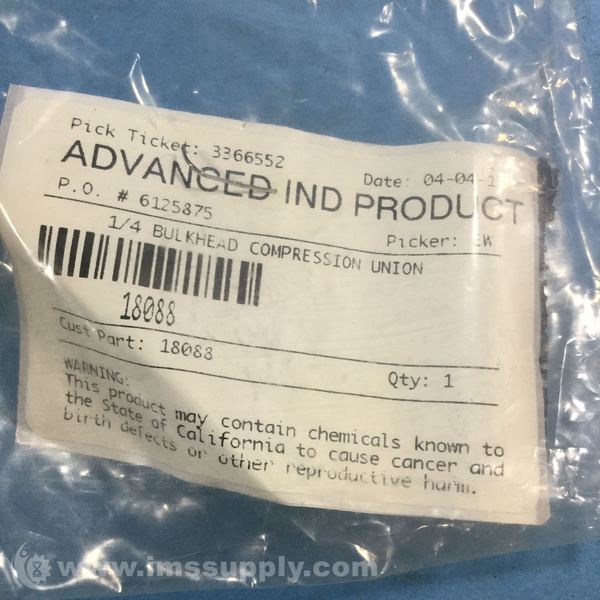 Pick Ticket: 3366552
Date: 04-04-1
ADVANCED IND PRODUCT
P.O. # 6125875
Picker: EW
1/4 BULKHEAD COMPRESSION UNION
18088
Cust Part: 18088
Qty: 1
WARNING:
This product may contain chemicals known to
the State of California to cause cancer and
birth defects or other reproductive harm.
www.imssupply.com